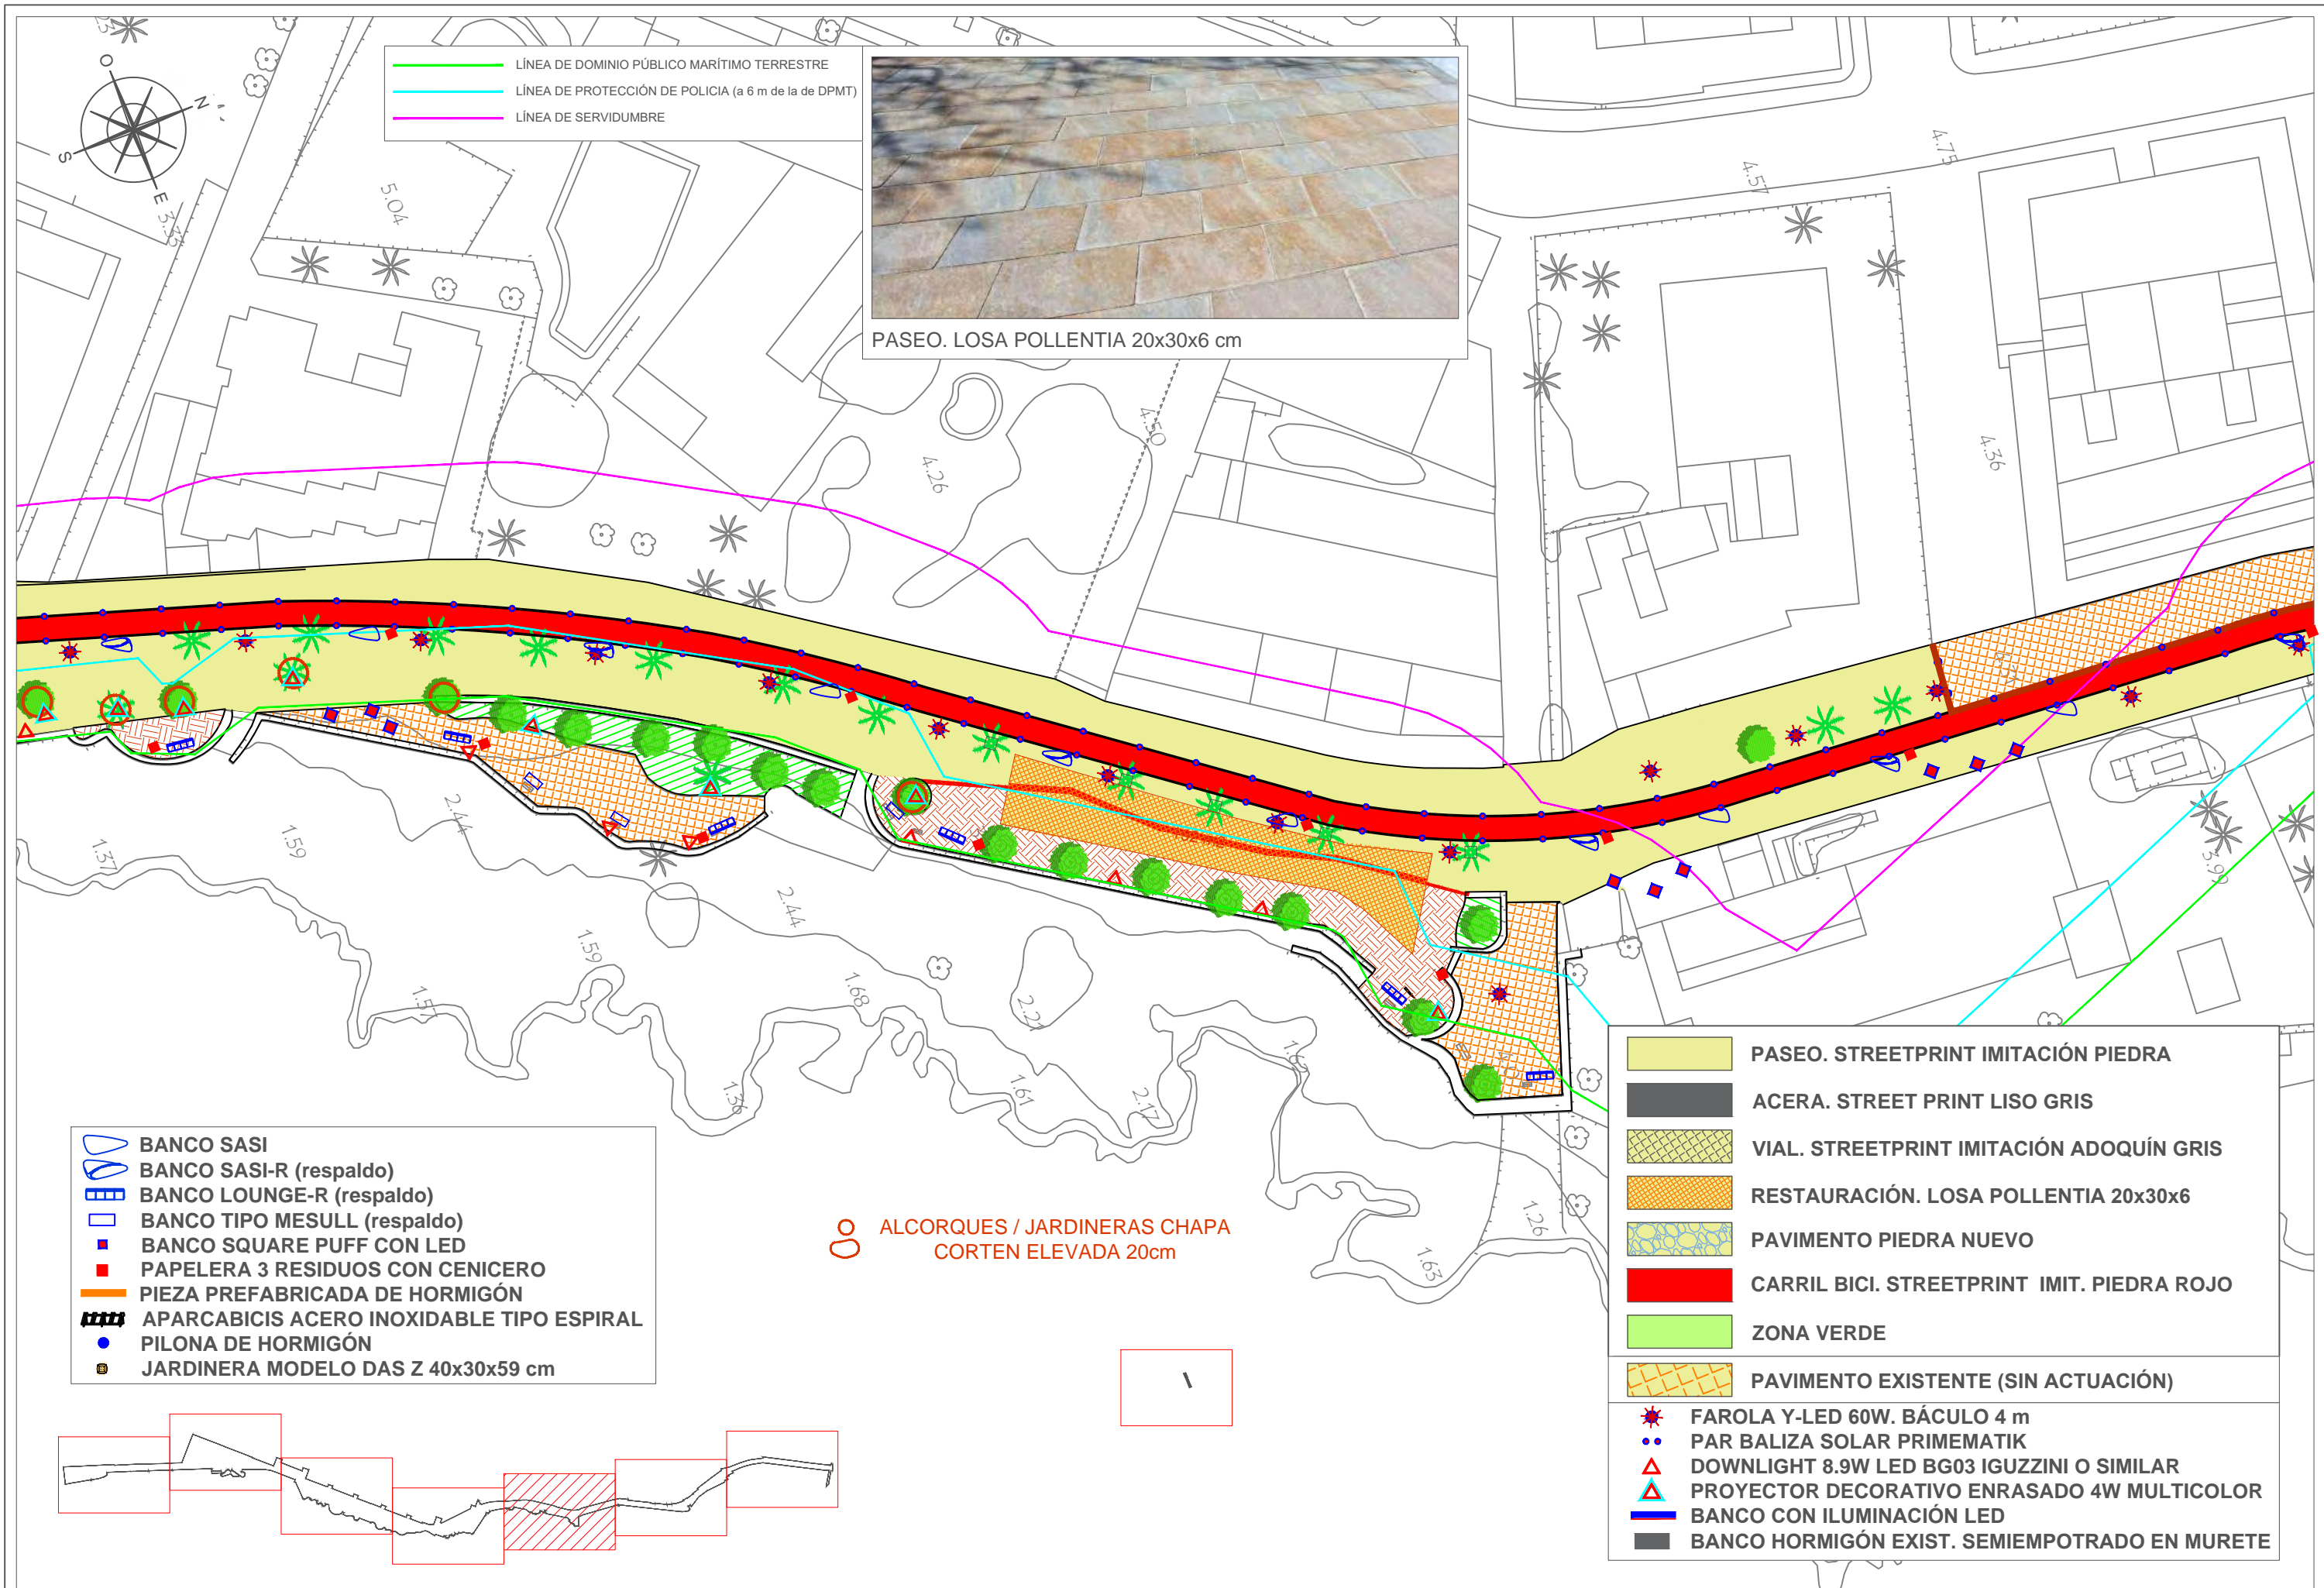 O
N
S
E
LÍNEA DE DOMINIO PÚBLICO MARÍTIMO TERRESTRE
LÍNEA DE PROTECCIÓN DE POLICIA (a 6 m de la de DPMT)
LÍNEA DE SERVIDUMBRE
PASEO. LOSA POLLENTIA 20x30x6 cm
5.04
3.33
4.26
4.50
4.57
4.75
4.36
3.99
1.37
1.59
2.44
1.57
1.59
2.44
1.68
2.21
1.36
1.61
2.17
1.62
1.26
1.63
BANCO SASI
BANCO SASI-R (respaldo)
BANCO LOUNGE-R (respaldo)
BANCO TIPO MESULL (respaldo)
BANCO SQUARE PUFF CON LED
PAPELERA 3 RESIDUOS CON CENICERO
PIEZA PREFABRICADA DE HORMIGÓN
APARCABICIS ACERO INOXIDABLE TIPO ESPIRAL
PILONA DE HORMIGÓN
JARDINERA MODELO DAS Z 40x30x59 cm
ALCORQUES / JARDINERAS CHAPA
CORTEN ELEVADA 20cm
PASEO. STREETPRINT IMITACIÓN PIEDRA
ACERA. STREET PRINT LISO GRIS
VIAL. STREETPRINT IMITACIÓN ADOQUÍN GRIS
RESTAURACIÓN. LOSA POLLENTIA 20x30x6
PAVIMENTO PIEDRA NUEVO
CARRIL BICI. STREETPRINT IMIT. PIEDRA ROJO
ZONA VERDE
PAVIMENTO EXISTENTE (SIN ACTUACIÓN)
FAROLA Y-LED 60W. BÁCULO 4 m
PAR BALIZA SOLAR PRIMEMATIK
DOWNLIGHT 8.9W LED BG03 IGUZZINI O SIMILAR
PROYECTOR DECORATIVO ENRASADO 4W MULTICOLOR
BANCO CON ILUMINACIÓN LED
BANCO HORMIGÓN EXIST. SEMIEMPOTRADO EN MURETE